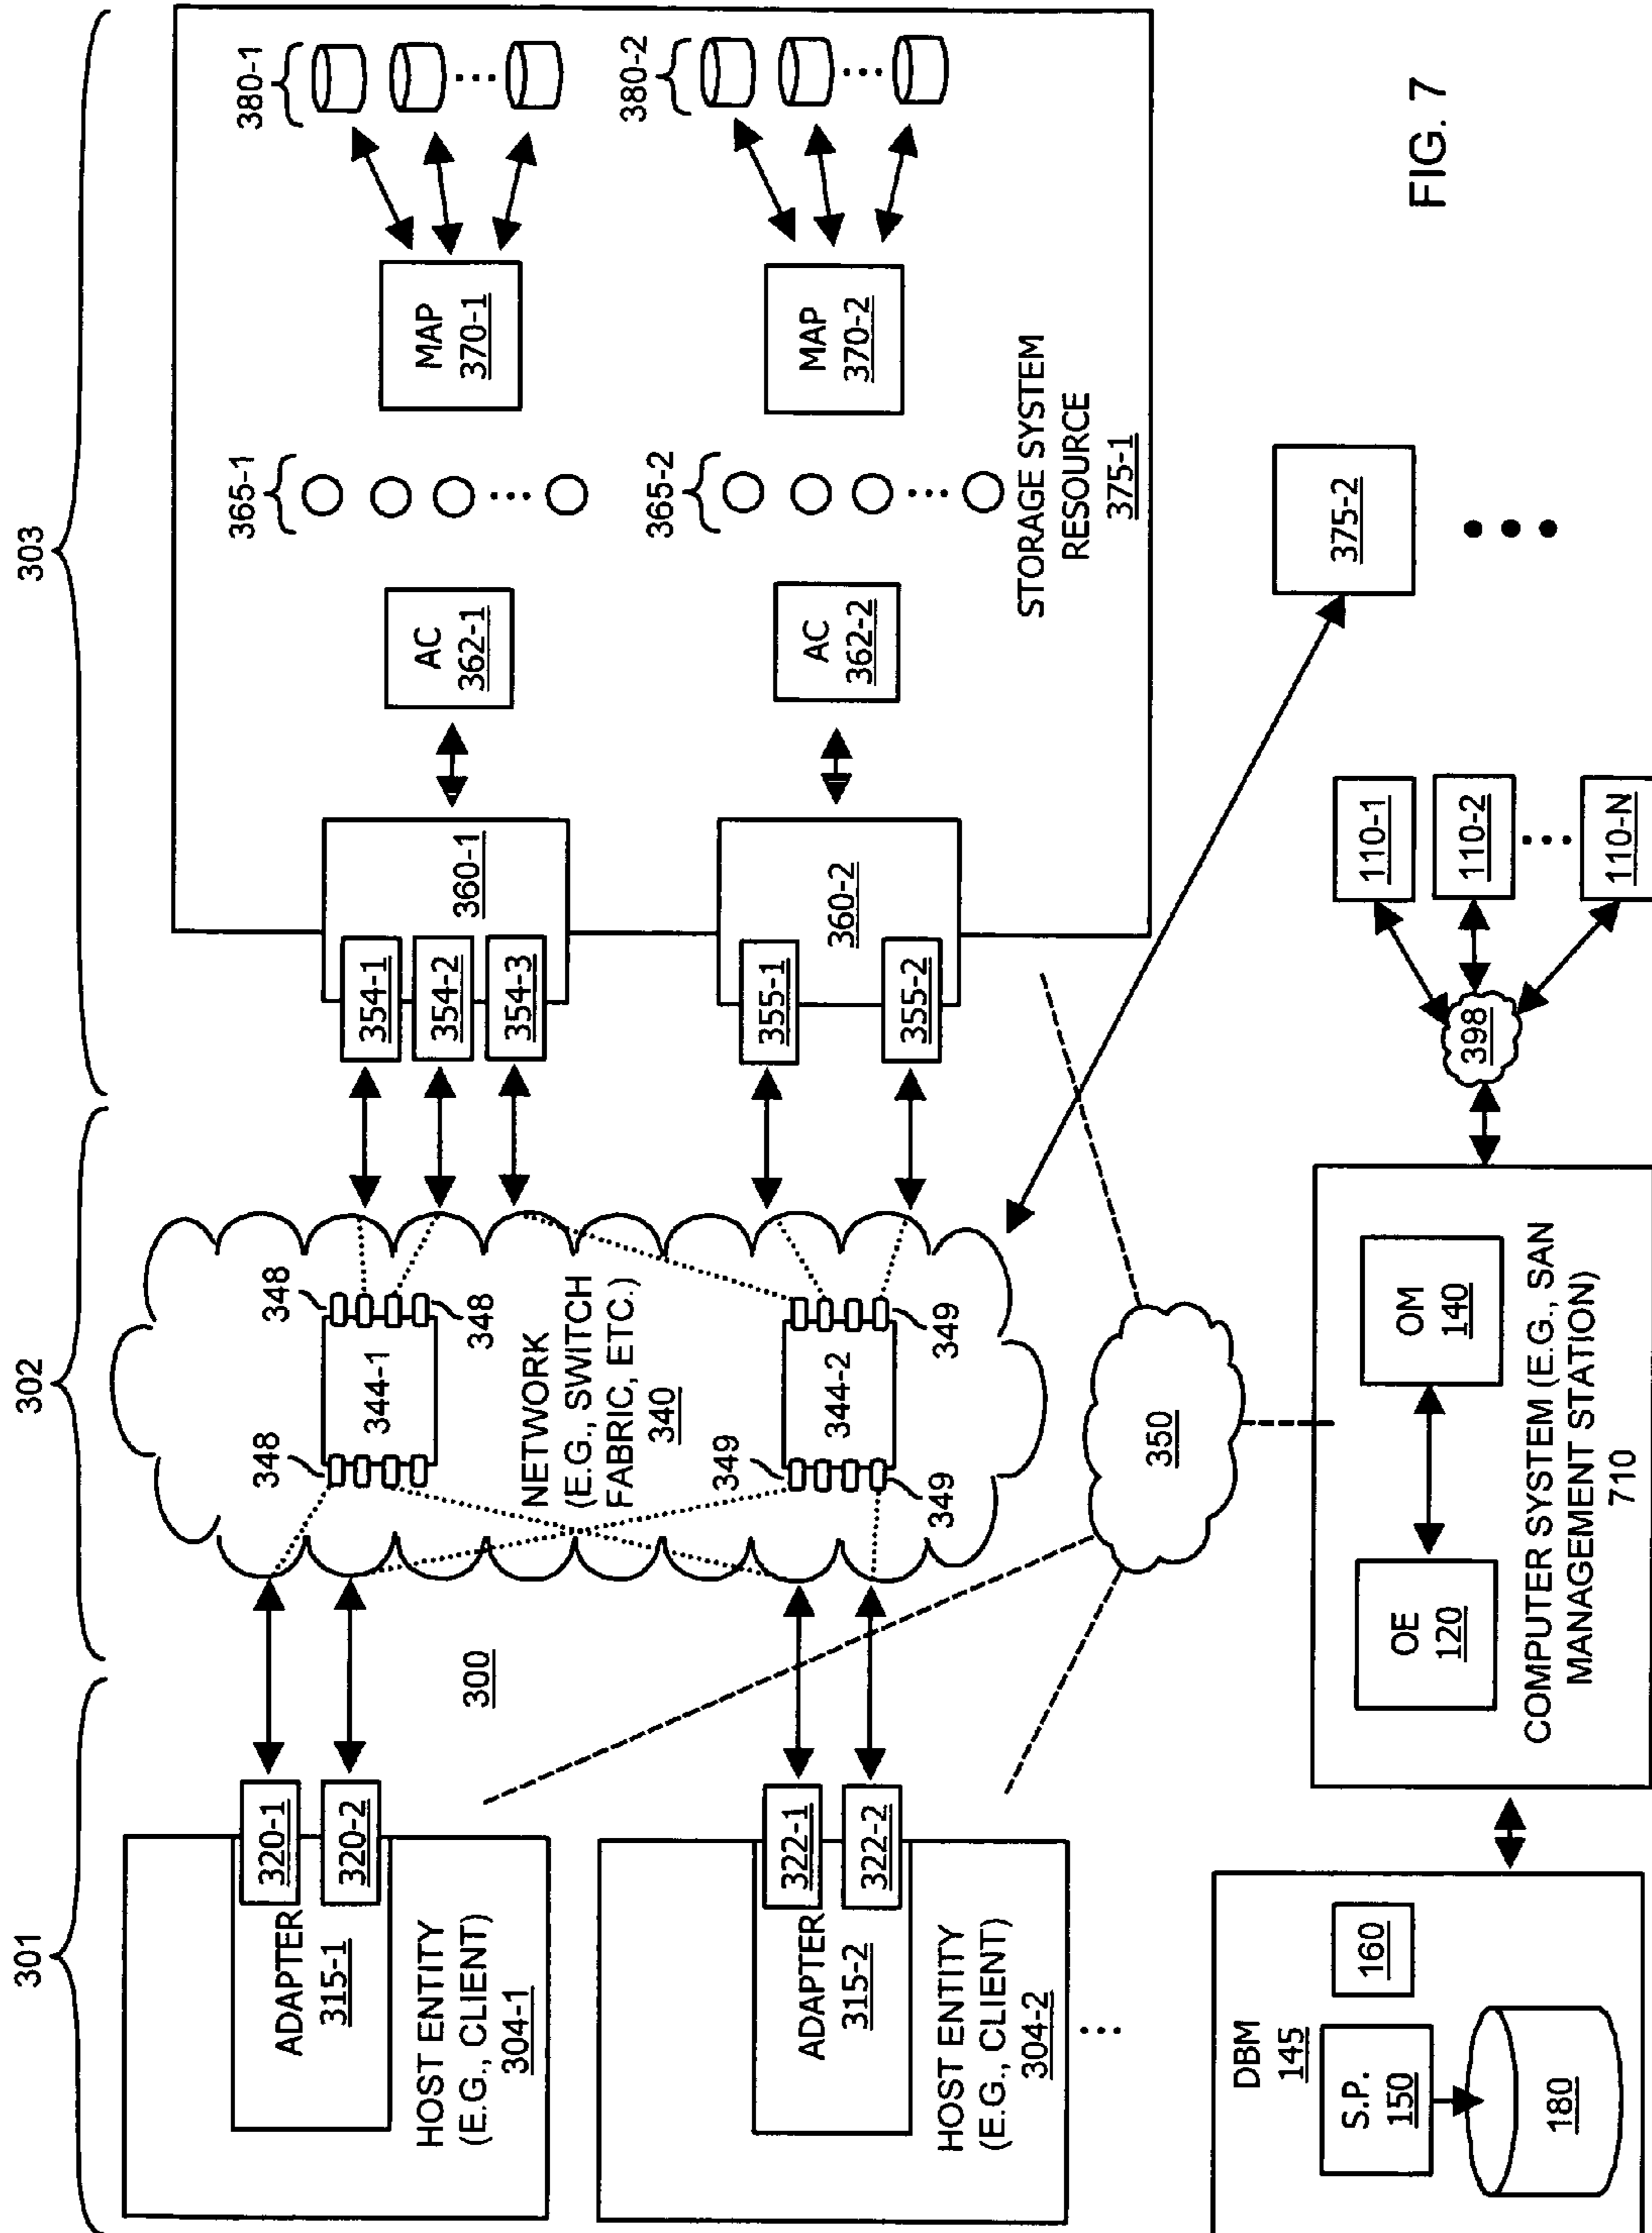 301
302
303
HOST ENTITY
(E.G., CLIENT)
304-1
ADAPTER
315-1
320-1
320-2
HOST ENTITY
(E.G., CLIENT)
304-2
ADAPTER
315-2
322-1
322-2
...
300
348
348
348
344-1
NETWORK
(E.G., SWITCH
FABRIC, ETC.)
340
349
349
349
344-2
350
354-1
354-2
354-3
360-1
355-1
355-2
360-2
AC
362-1
AC
362-2
365-1
...
365-2
...
MAP
370-1
MAP
370-2
380-1
...
380-2
...
STORAGE SYSTEM
RESOURCE
375-1
375-2
...
DBM
145
S.P.
150
160
180
OE
120
OM
140
COMPUTER SYSTEM (E.G., SAN
MANAGEMENT STATION)
710
398
110-1
110-2
...
110-N
FIG. 7